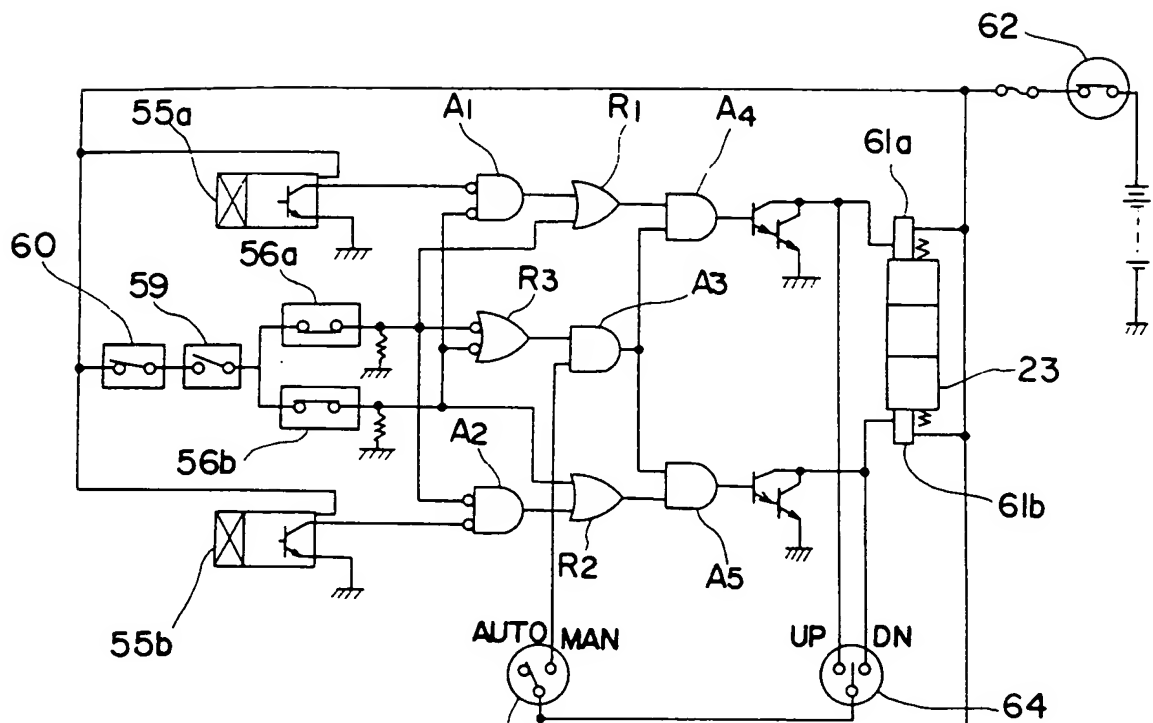 62
55a
A1
R1
A4
61a
60
59
56a
R3
A3
23
56b
A2
61b
R2
A5
55b
AUTO MAN
UP DN
64